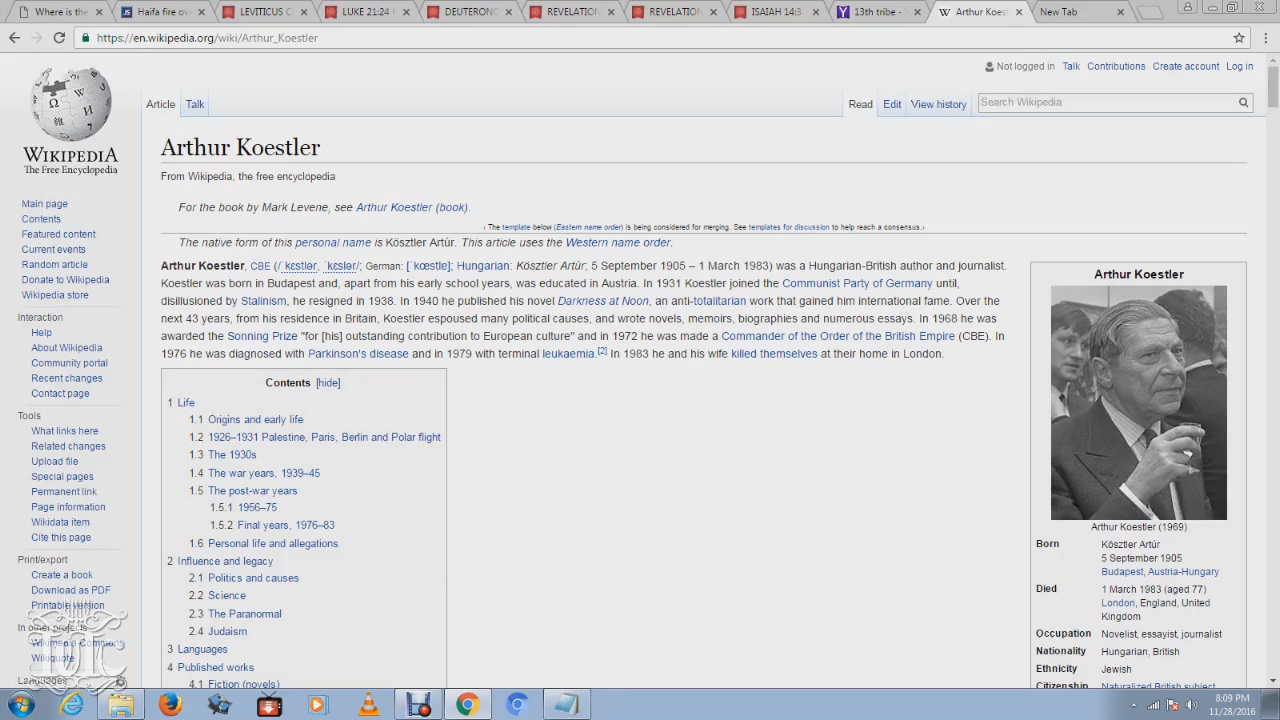 Where is the
Haifa fire ov
LEVITICUS C
LUKE 21:24 I
DEUTERONC
REVELATION
REVELATION
ISAIAH 14:3
13th tribe -
Arthur Koes
New Tab
https://en.wikipedia.org/wiki/Arthur_Koestler
Not logged in Talk Contributions Create account Log in
Article Talk Read Edit View history Search Wikipedia
WIKIPEDIA
The Free Encyclopedia
Main page
Contents
Featured content
Current events
Random article
Donate to Wikipedia
Wikipedia store
Interaction
Help
About Wikipedia
Community portal
Recent changes
Contact page
Tools
What links here
Related changes
Upload file
Special pages
Permanent link
Page information
Wikidata item
Cite this page
Print/export
Create a book
Download as PDF
Printable version
In other projects
Wikimedia Commons
Wikiquote
Languages
Arthur Koestler
From Wikipedia, the free encyclopedia
For the book by Mark Levene, see Arthur Koestler (book).
‹ The template below (Eastern name order) is being considered for merging. See templates for discussion to help reach a consensus.›
The native form of this personal name is Kösztler Artúr. This article uses the Western name order.
Arthur Koestler, CBE (/ˈkɛstlər, ˈkɛslər/; German: [ˈkœstlɐ]; Hungarian: Kösztler Artúr; 5 September 1905 – 1 March 1983) was a Hungarian-British author and journalist.
Koestler was born in Budapest and, apart from his early school years, was educated in Austria. In 1931 Koestler joined the Communist Party of Germany until,
disillusioned by Stalinism, he resigned in 1938. In 1940 he published his novel Darkness at Noon, an anti-totalitarian work that gained him international fame. Over the
next 43 years, from his residence in Britain, Koestler espoused many political causes, and wrote novels, memoirs, biographies and numerous essays. In 1968 he was
awarded the Sonning Prize "for [his] outstanding contribution to European culture" and in 1972 he was made a Commander of the Order of the British Empire (CBE). In
1976 he was diagnosed with Parkinson's disease and in 1979 with terminal leukaemia.[2] In 1983 he and his wife killed themselves at their home in London.
Contents [hide]
1 Life
1.1 Origins and early life
1.2 1926–1931 Palestine, Paris, Berlin and Polar flight
1.3 The 1930s
1.4 The war years, 1939–45
1.5 The post-war years
1.5.1 1956–75
1.5.2 Final years, 1976–83
1.6 Personal life and allegations
2 Influence and legacy
2.1 Politics and causes
2.2 Science
2.3 The Paranormal
2.4 Judaism
3 Languages
4 Published works
4.1 Fiction (novels)
Arthur Koestler
Arthur Koestler (1969)
Born Kösztler Artúr
5 September 1905
Budapest, Austria-Hungary
Died 1 March 1983 (aged 77)
London, England, United
Kingdom
Occupation Novelist, essayist, journalist
Nationality Hungarian, British
Ethnicity Jewish
Citizenship Naturalized British subject
8:09 PM
11/28/2016